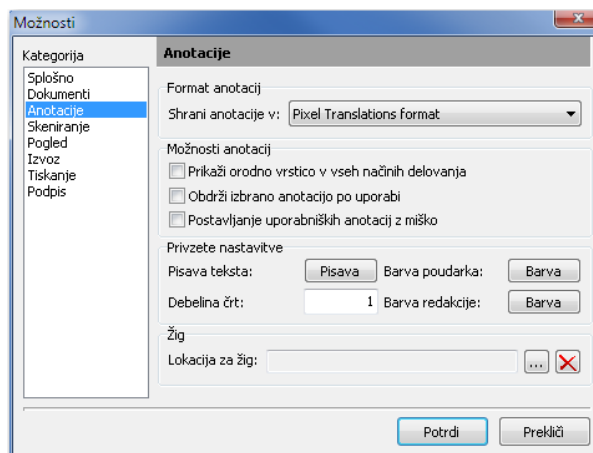 Možnosti
Kategorija
Splošno
Dokumenti
Anotacije
Skeniranje
Pogled
Izvoz
Tiskanje
Podpis
Anotacije
Format anotacij
Shrani anotacije v: Pixel Translations format
Možnosti anotacij
Prikaži orodno vrstico v vseh načinih delovanja
Obdrži izbrano anotacijo po uporabi
Postavljanje uporabniških anotacij z miško
Privzete nastavitve
Pisava teksta: Pisava Barva poudarka: Barva
Debelina črt: 1 Barva redakcije: Barva
Žig
Lokacija za žig: ...
Potrdi Prekliči